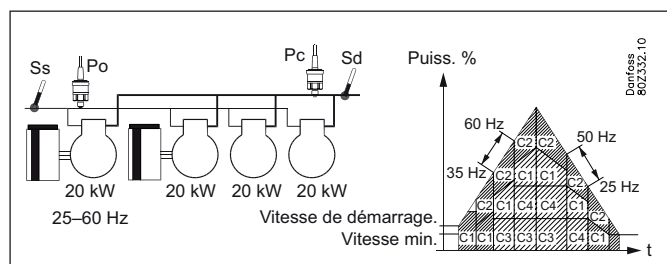 Ss
Po
Pc
Sd
20 kW
20 kW
20 kW
20 kW
25–60 Hz
Puiss. %
Danfoss
80Z332.10
60 Hz
50 Hz
35 Hz
25 Hz
Vitesse de démarrage.
Vitesse min.
t
C2 C2
C2 C1 C1 C2
C2 C1 C4 C4 C1 C2
C1 C1 C3 C3 C4 C1